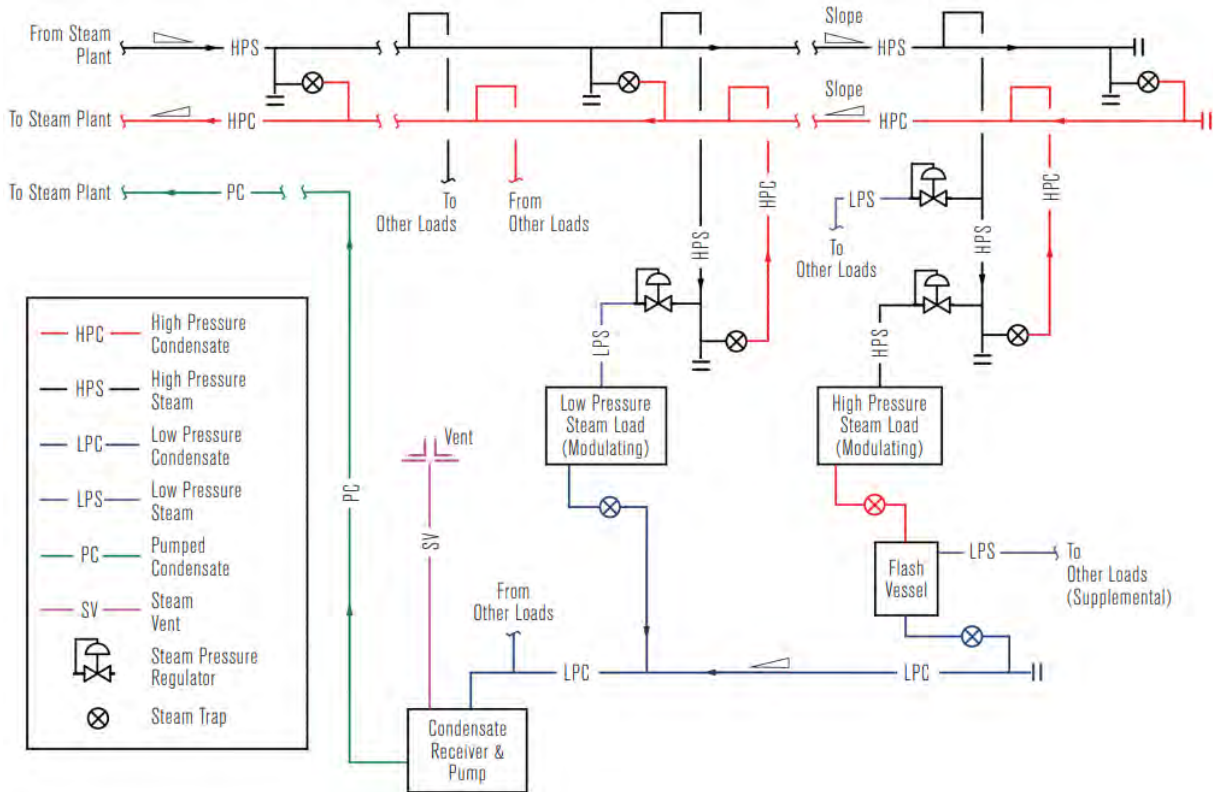 From Steam
Plant
HPS
Slope
HPS
To Steam Plant
HPC
Slope
HPC
To Steam Plant
PC
To
Other Loads
From
Other Loads
HPS
HPC
LPS
To
Other Loads
HPS
HPC
LPS
HPS
HPC
High Pressure
Condensate
HPS
High Pressure
Steam
LPC
Low Pressure
Condensate
LPS
Low Pressure
Steam
PC
Pumped
Condensate
SV
Steam
Vent
Steam Pressure
Regulator
Steam Trap
PC
Vent
SV
Low Pressure
Steam Load
(Modulating)
High Pressure
Steam Load
(Modulating)
Flash
Vessel
LPS
To
Other Loads
(Supplemental)
From
Other Loads
LPC
LPC
Condensate
Receiver &
Pump